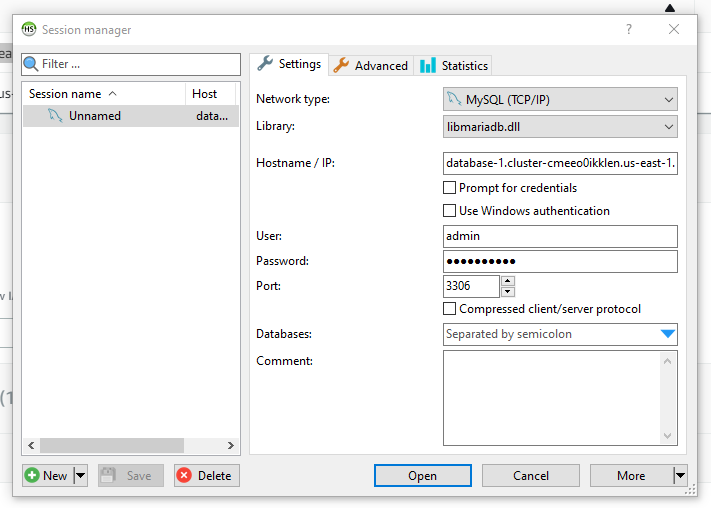 HS Session manager ?
Filter ...
Session name Host
Unnamed data...
Settings Advanced Statistics
Network type: MySQL (TCP/IP)
Library: libmariadb.dll
Hostname / IP: database-1.cluster-cmeeo0ikklen.us-east-1.
Prompt for credentials
Use Windows authentication
User: admin
Password: ●●●●●●●●●●
Port: 3306
Compressed client/server protocol
Databases: Separated by semicolon
Comment:
New Save Delete Open Cancel More